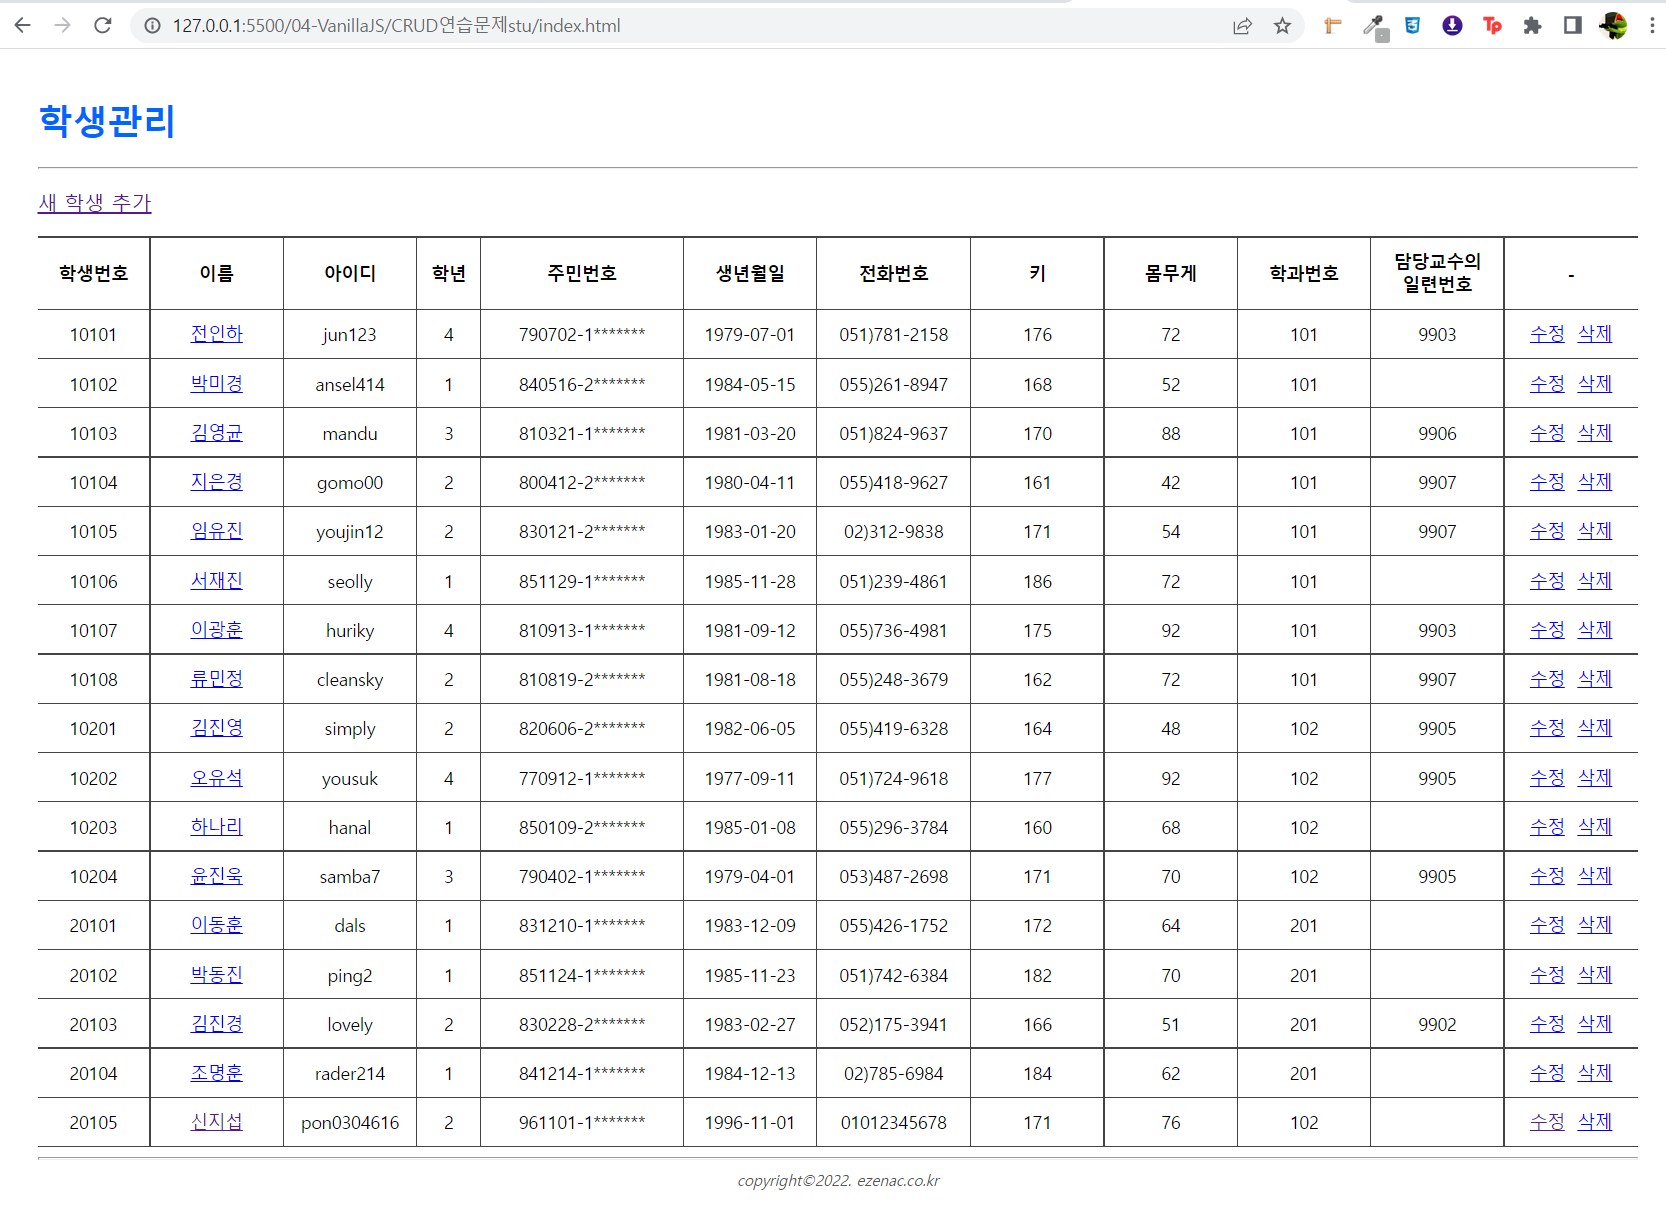 127.0.0.1:5500/04-VanillaJS/CRUD연습문제stu/index.html
학생관리
새 학생 추가
학생번호 이름 아이디 학년 주민번호 생년월일 전화번호 키 몸무게 학과번호 담당교수의 일련번호 -
10101 전인하 jun123 4 790702-1******* 1979-07-01 051)781-2158 176 72 101 9903 수정 삭제
10102 박미경 ansel414 1 840516-2******* 1984-05-15 055)261-8947 168 52 101 수정 삭제
10103 김영균 mandu 3 810321-1******* 1981-03-20 051)824-9637 170 88 101 9906 수정 삭제
10104 지은경 gomo00 2 800412-2******* 1980-04-11 055)418-9627 161 42 101 9907 수정 삭제
10105 임유진 youjin12 2 830121-2******* 1983-01-20 02)312-9838 171 54 101 9907 수정 삭제
10106 서재진 seolly 1 851129-1******* 1985-11-28 051)239-4861 186 72 101 수정 삭제
10107 이광훈 huriky 4 810913-1******* 1981-09-12 055)736-4981 175 92 101 9903 수정 삭제
10108 류민정 cleansky 2 810819-2******* 1981-08-18 055)248-3679 162 72 101 9907 수정 삭제
10201 김진영 simply 2 820606-2******* 1982-06-05 055)419-6328 164 48 102 9905 수정 삭제
10202 오유석 yousuk 4 770912-1******* 1977-09-11 051)724-9618 177 92 102 9905 수정 삭제
10203 하나리 hanal 1 850109-2******* 1985-01-08 055)296-3784 160 68 102 수정 삭제
10204 윤진욱 samba7 3 790402-1******* 1979-04-01 053)487-2698 171 70 102 9905 수정 삭제
20101 이동훈 dals 1 831210-1******* 1983-12-09 055)426-1752 172 64 201 수정 삭제
20102 박동진 ping2 1 851124-1******* 1985-11-23 051)742-6384 182 70 201 수정 삭제
20103 김진경 lovely 2 830228-2******* 1983-02-27 052)175-3941 166 51 201 9902 수정 삭제
20104 조명훈 rader214 1 841214-1******* 1984-12-13 02)785-6984 184 62 201 수정 삭제
20105 신지섭 pon0304616 2 961101-1******* 1996-11-01 01012345678 171 76 102 수정 삭제
copyright©2022. ezenac.co.kr